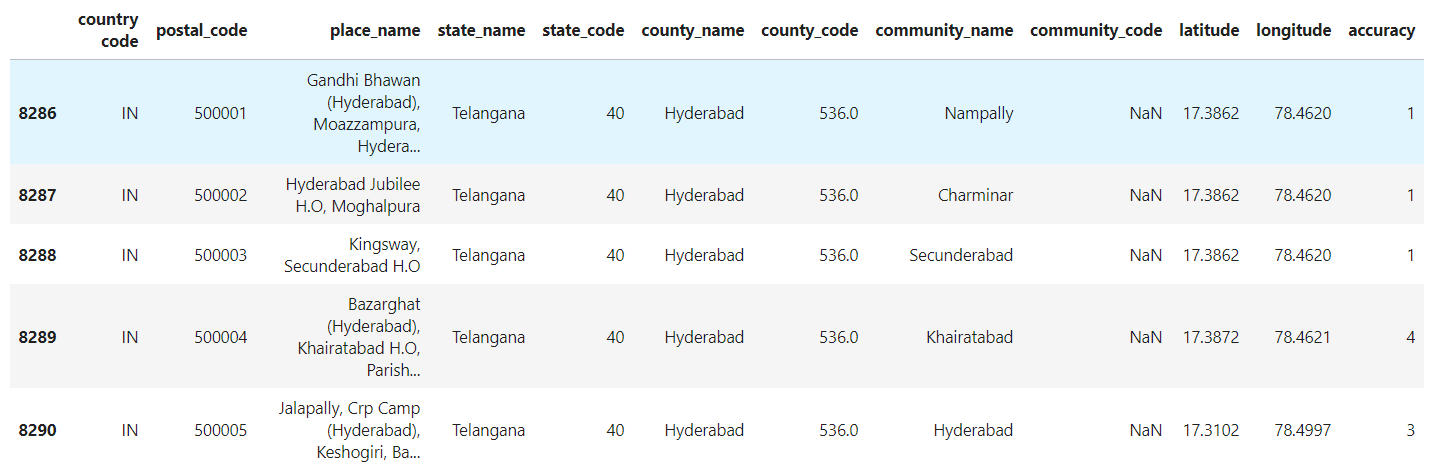 country code postal_code place_name state_name state_code county_name county_code community_name community_code latitude longitude accuracy
8286 IN 500001 Gandhi Bhawan (Hyderabad), Moazzampura, Hydera... Telangana 40 Hyderabad 536.0 Nampally NaN 17.3862 78.4620 1
8287 IN 500002 Hyderabad Jubilee H.O, Moghalpura Telangana 40 Hyderabad 536.0 Charminar NaN 17.3862 78.4620 1
8288 IN 500003 Kingsway, Secunderabad H.O Telangana 40 Hyderabad 536.0 Secunderabad NaN 17.3862 78.4620 1
8289 IN 500004 Bazarghat (Hyderabad), Khairatabad H.O, Parish... Telangana 40 Hyderabad 536.0 Khairatabad NaN 17.3872 78.4621 4
8290 IN 500005 Jalapally, Crp Camp (Hyderabad), Keshogiri, Ba... Telangana 40 Hyderabad 536.0 Hyderabad NaN 17.3102 78.4997 3